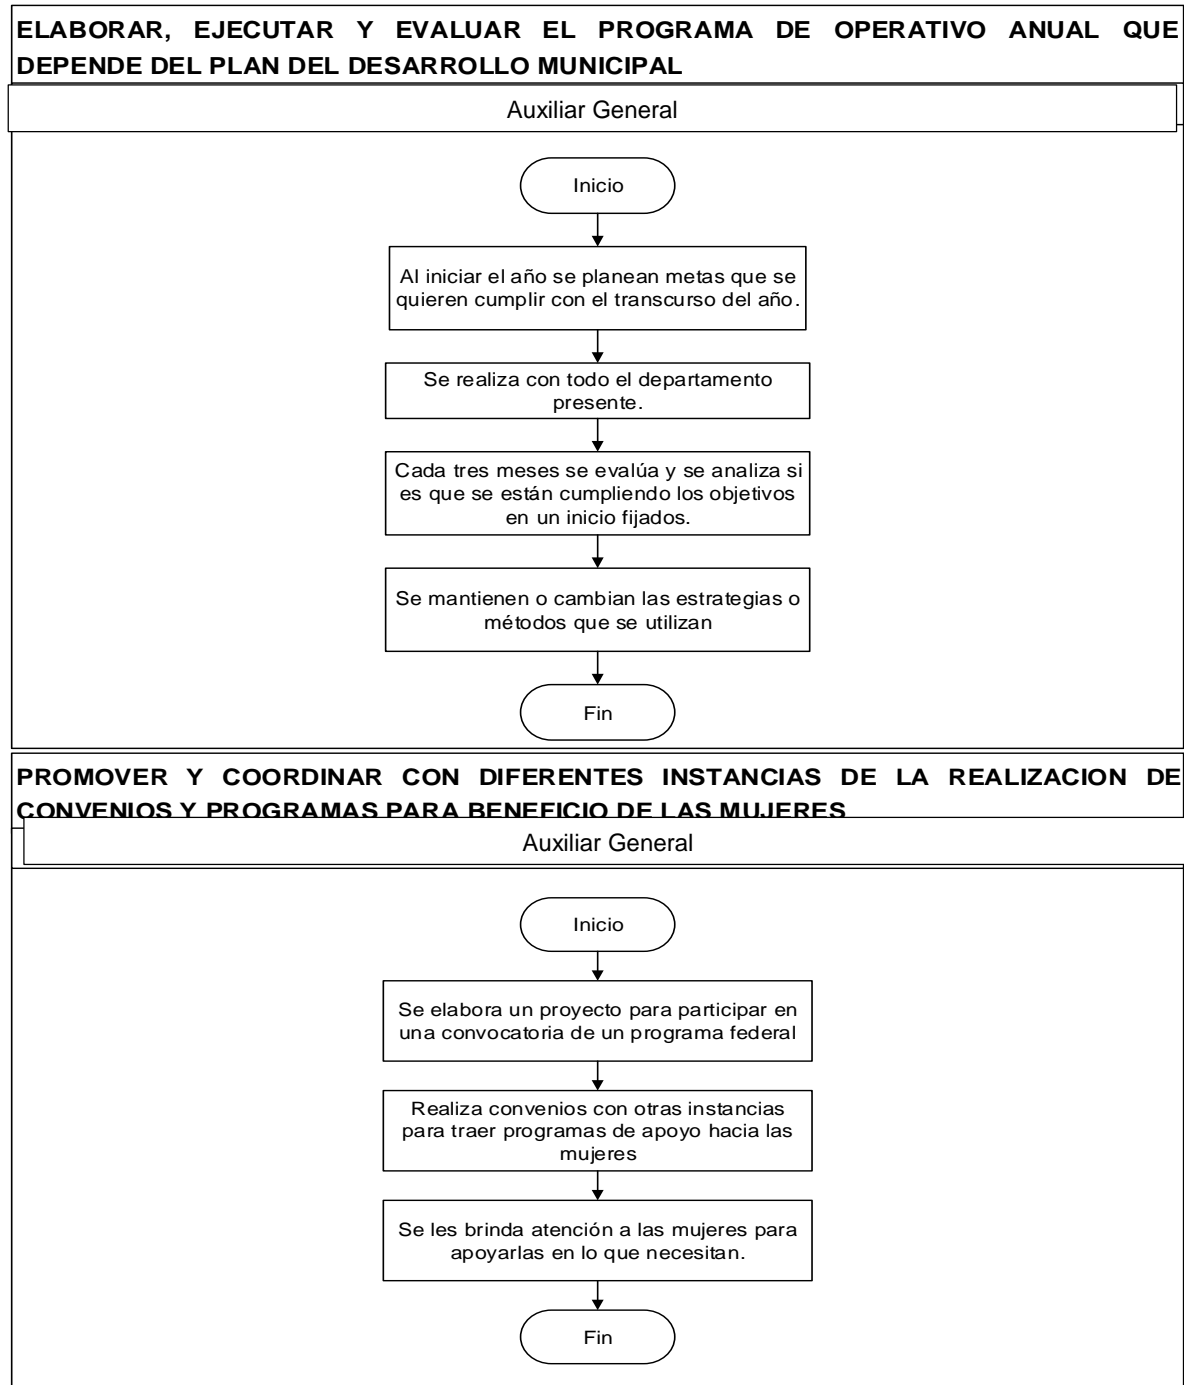 ELABORAR, EJECUTAR Y EVALUAR EL PROGRAMA DE OPERATIVO ANUAL QUE
DEPENDE DEL PLAN DEL DESARROLLO MUNICIPAL
Auxiliar General
Inicio
Al iniciar el año se planean metas que se
quieren cumplir con el transcurso del año.
Se realiza con todo el departamento
presente.
Cada tres meses se evalúa y se analiza si
es que se están cumpliendo los objetivos
en un inicio fijados.
Se mantienen o cambian las estrategias o
métodos que se utilizan
Fin
PROMOVER Y COORDINAR CON DIFERENTES INSTANCIAS DE LA REALIZACION DE
CONVENIOS Y PROGRAMAS PARA BENEFICIO DE LAS MUJERES
Auxiliar General
Inicio
Se elabora un proyecto para participar en
una convocatoria de un programa federal
Realiza convenios con otras instancias
para traer programas de apoyo hacia las
mujeres
Se les brinda atención a las mujeres para
apoyarlas en lo que necesitan.
Fin